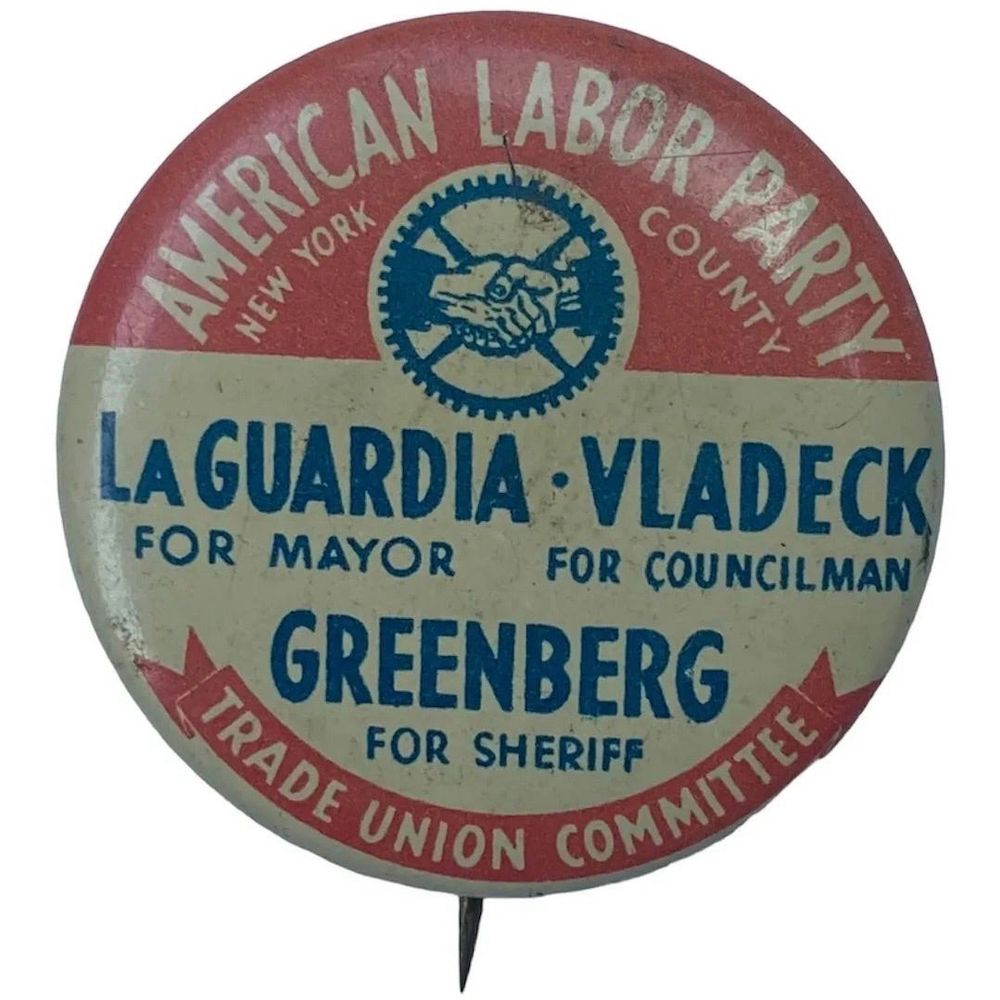 AMERICAN LABOR PARTY
NEW YORK COUNTY
LAGUARDIA · VLADECK
FOR MAYOR FOR COUNCILMAN
GREENBERG
FOR SHERIFF
TRADE UNION COMMITTEE